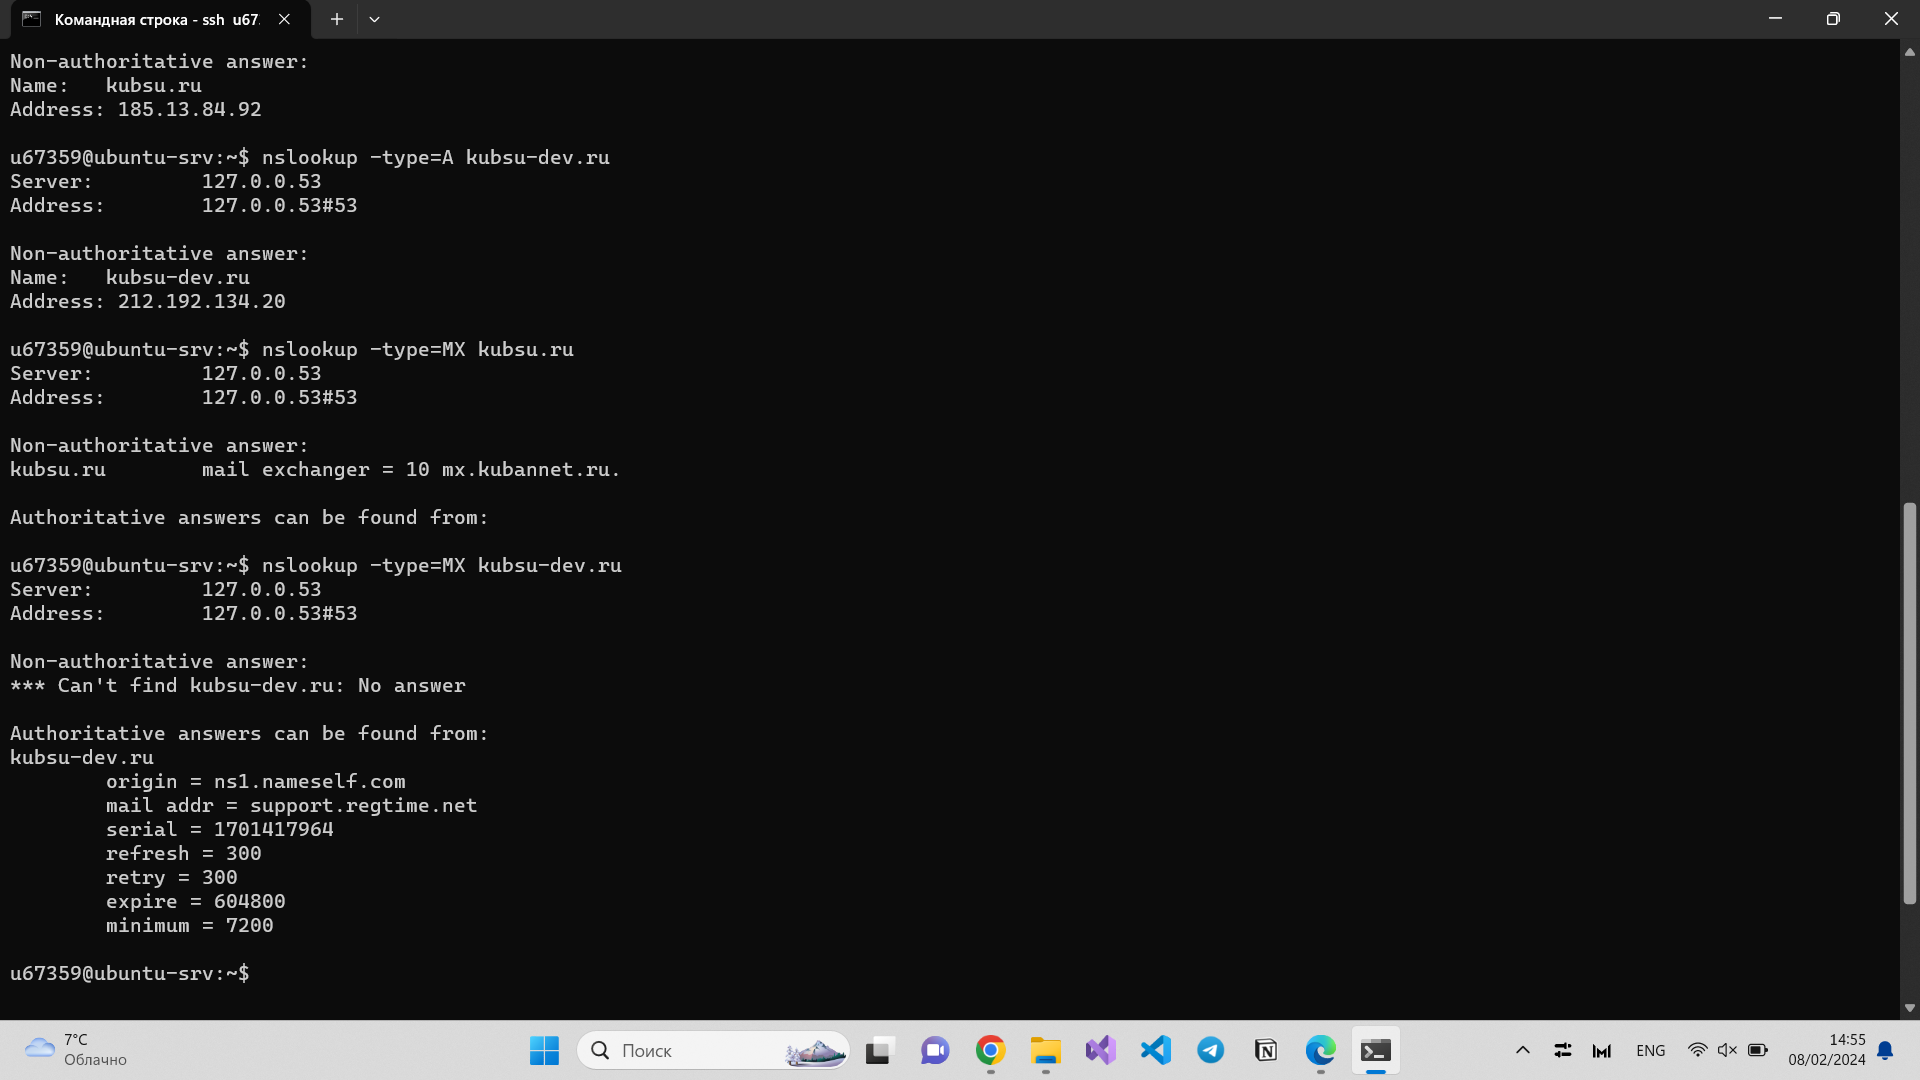 Командная строка - ssh u67
Non-authoritative answer:
Name:   kubsu.ru
Address: 185.13.84.92
u67359@ubuntu-srv:~$ nslookup -type=A kubsu-dev.ru
Server:         127.0.0.53
Address:        127.0.0.53#53
Non-authoritative answer:
Name:   kubsu-dev.ru
Address: 212.192.134.20
u67359@ubuntu-srv:~$ nslookup -type=MX kubsu.ru
Server:         127.0.0.53
Address:        127.0.0.53#53
Non-authoritative answer:
kubsu.ru        mail exchanger = 10 mx.kubannet.ru.
Authoritative answers can be found from:
u67359@ubuntu-srv:~$ nslookup -type=MX kubsu-dev.ru
Server:         127.0.0.53
Address:        127.0.0.53#53
Non-authoritative answer:
*** Can't find kubsu-dev.ru: No answer
Authoritative answers can be found from:
kubsu-dev.ru
        origin = ns1.nameself.com
        mail addr = support.regtime.net
        serial = 1701417964
        refresh = 300
        retry = 300
        expire = 604800
        minimum = 7200
u67359@ubuntu-srv:~$
7°C
Облачно
Поиск
ENG
14:55
08/02/2024